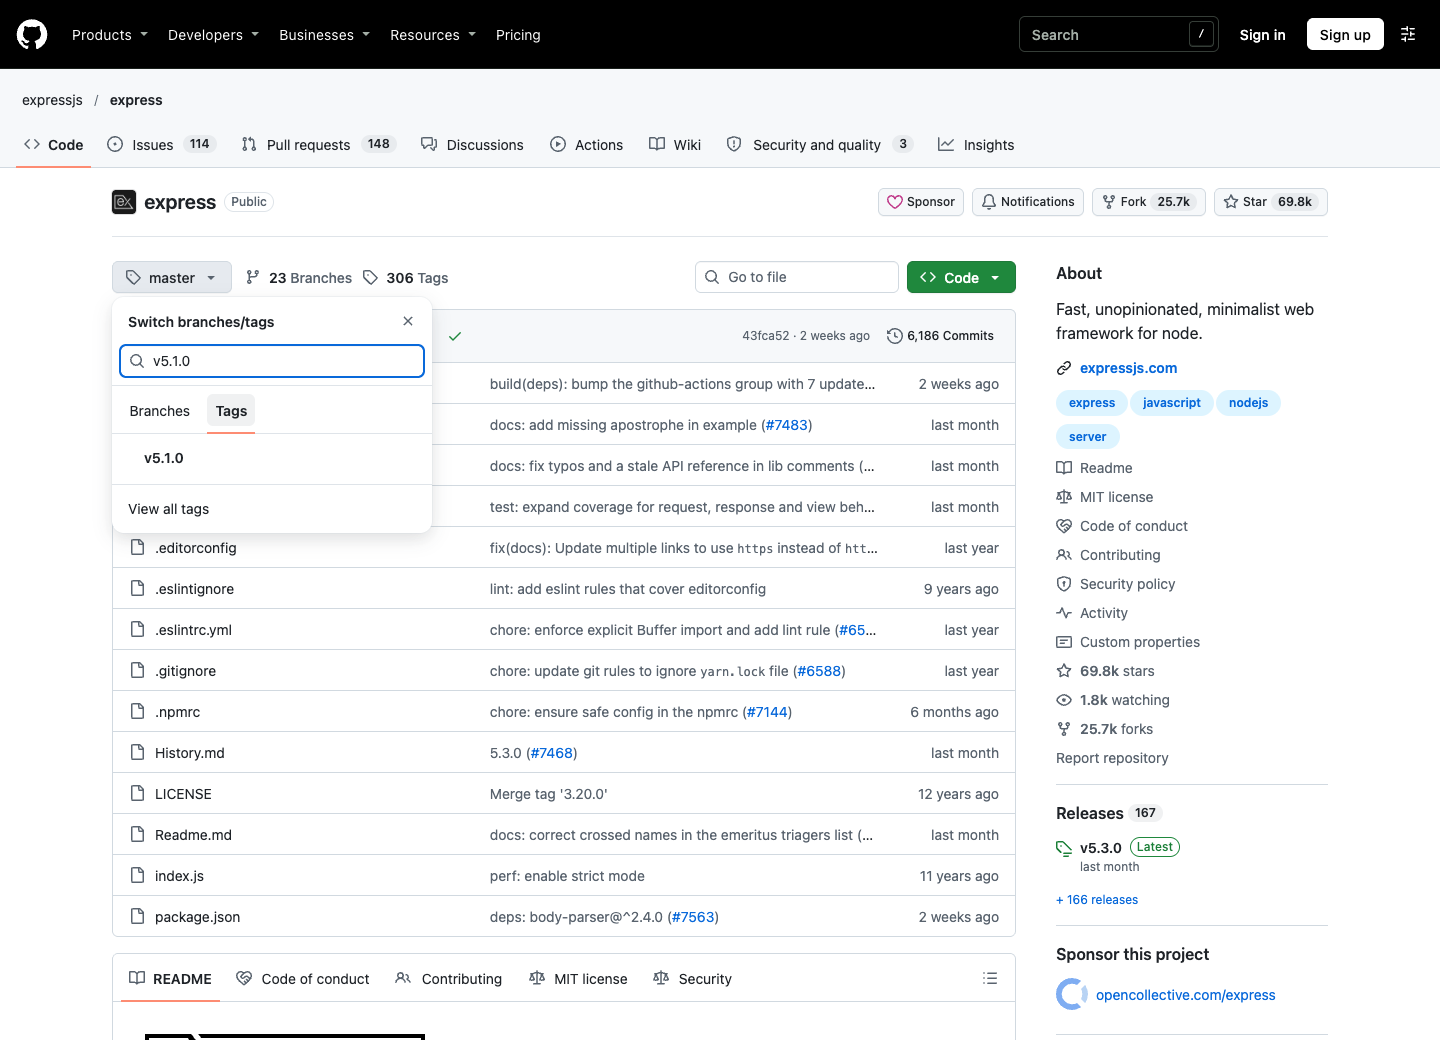 Products Developers Businesses Resources Pricing Search / Sign in Sign up
expressjs / express
Code Issues 114 Pull requests 148 Discussions Actions Wiki Security and quality 3 Insights
ex express Public Sponsor Notifications Fork 25.7k Star 69.8k
master 23 Branches 306 Tags Go to file Code
Switch branches/tags
v5.1.0
Branches Tags
v5.1.0
View all tags
43fca52 · 2 weeks ago 6,186 Commits
build(deps): bump the github-actions group with 7 update… 2 weeks ago
docs: add missing apostrophe in example (#7483) last month
docs: fix typos and a stale API reference in lib comments (… last month
test: expand coverage for request, response and view beh… last month
.editorconfig fix(docs): Update multiple links to use https instead of htt… last year
.eslintignore lint: add eslint rules that cover editorconfig 9 years ago
.eslintrc.yml chore: enforce explicit Buffer import and add lint rule (#65… last year
.gitignore chore: update git rules to ignore yarn.lock file (#6588) last year
.npmrc chore: ensure safe config in the npmrc (#7144) 6 months ago
History.md 5.3.0 (#7468) last month
LICENSE Merge tag '3.20.0' 12 years ago
Readme.md docs: correct crossed names in the emeritus triagers list (… last month
index.js perf: enable strict mode 11 years ago
package.json deps: body-parser@^2.4.0 (#7563) 2 weeks ago
README Code of conduct Contributing MIT license Security
About
Fast, unopinionated, minimalist web
framework for node.
expressjs.com
express javascript nodejs
server
Readme
MIT license
Code of conduct
Contributing
Security policy
Activity
Custom properties
69.8k stars
1.8k watching
25.7k forks
Report repository
Releases 167
v5.3.0 Latest
last month
+ 166 releases
Sponsor this project
opencollective.com/express